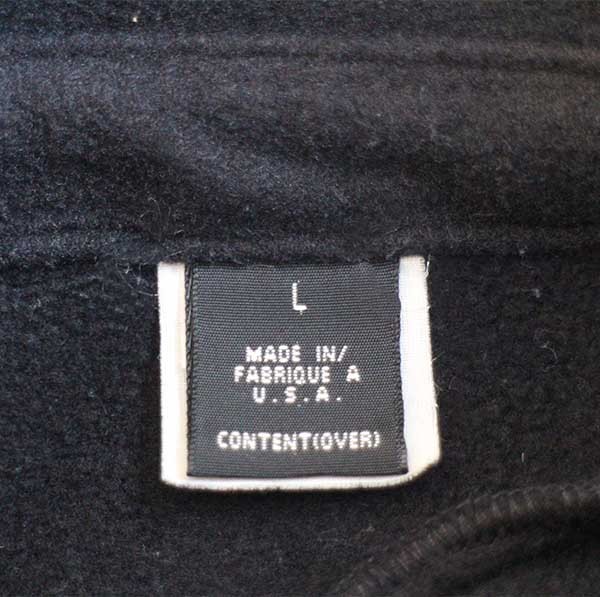 L
MADE IN/
FABRIQUE A
U.S.A.
CONTENT(OVER)